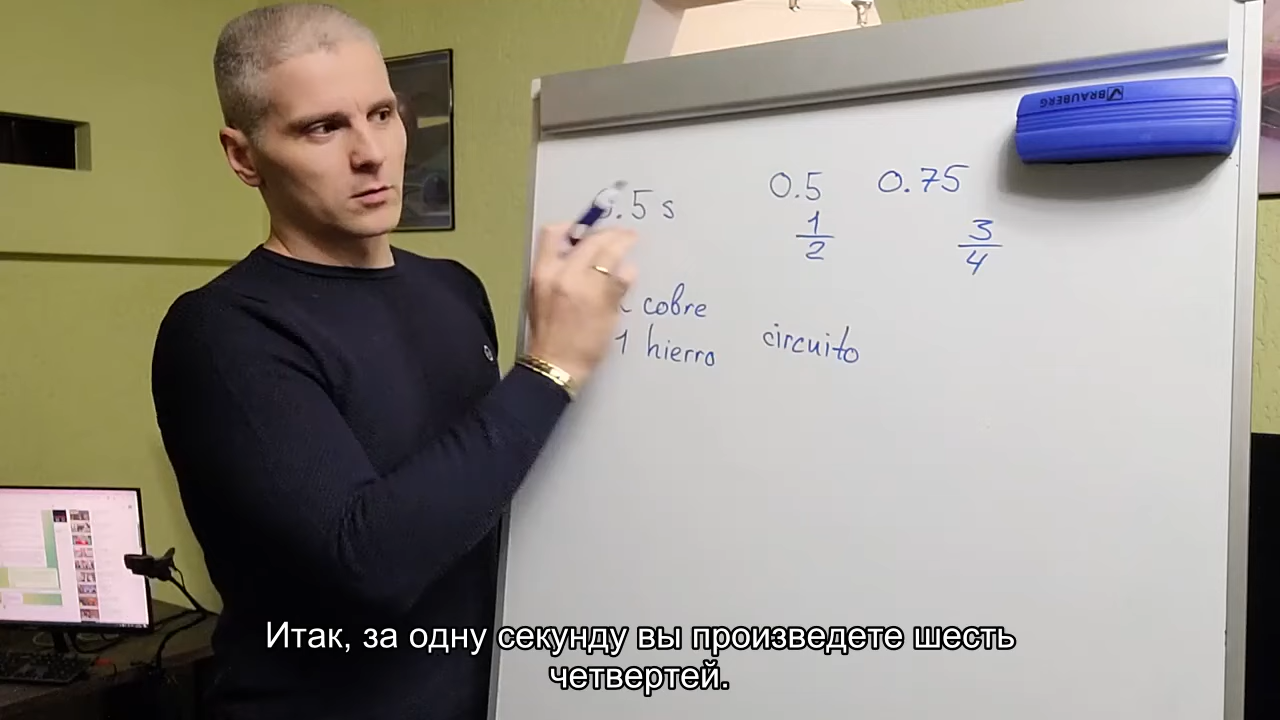 BRAUBERG
.5 s
0.5 0.75
1
2
3
4
cobre
1 hierro
circuito
Итак, за одну секунду вы произведете шесть
четвертей.